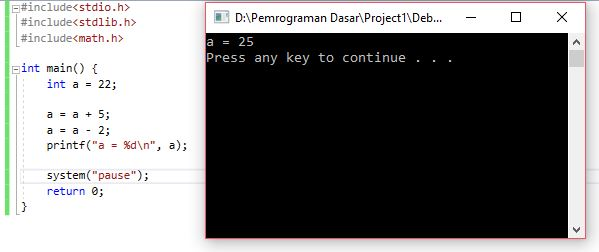 #include<stdio.h>
#include<stdlib.h>
#include<math.h>
int main() {
int a = 22;
a = a + 5;
a = a - 2;
printf("a = %d\n", a);
system("pause");
return 0;
}
D:\Pemrograman Dasar\Project1\Deb...
a = 25
Press any key to continue . . .